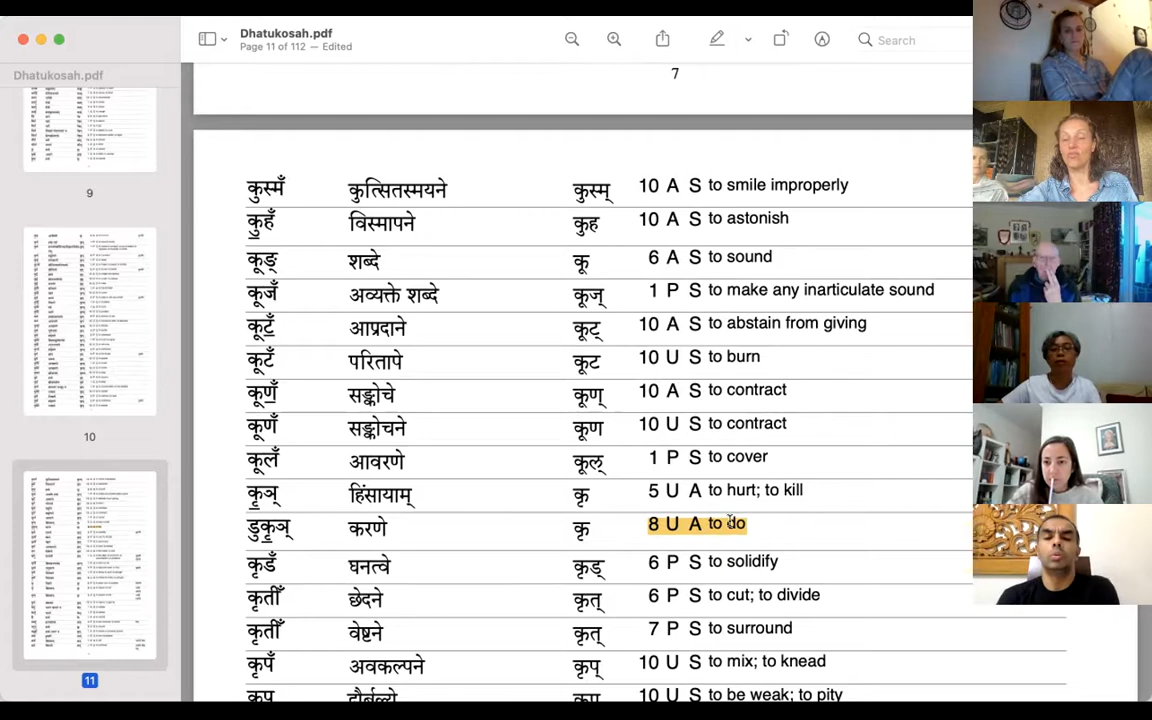 Dhatukosah.pdf
Page 11 of 112 — Edited
Search
Dhatukosah.pdf
9
10
11
7
कुस्मँ कुत्सितस्मयने कुस्म् 10 A S to smile improperly
कुहँ विस्मापने कुह 10 A S to astonish
कूङ् शब्दे कू 6 A S to sound
कूजँ अव्यक्ते शब्दे कूज् 1 P S to make any inarticulate sound
कूटँ आप्रदाने कूट् 10 A S to abstain from giving
कूटँ परितापे कूट 10 U S to burn
कूणँ सङ्कोचे कूण् 10 A S to contract
कूणँ सङ्कोचने कूण 10 U S to contract
कूलँ आवरणे कूल् 1 P S to cover
कृञ् हिंसायाम् कृ 5 U A to hurt; to kill
डुकृञ् करणे कृ 8 U A to do
कृडँ घनत्वे कृड् 6 P S to solidify
कृतीँ छेदने कृत् 6 P S to cut; to divide
कृतीँ वेष्टने कृत् 7 P S to surround
कृपँ अवकल्पने कृप् 10 U S to mix; to knead
कृप दौर्बल्ये कृप 10 U S to be weak; to pity